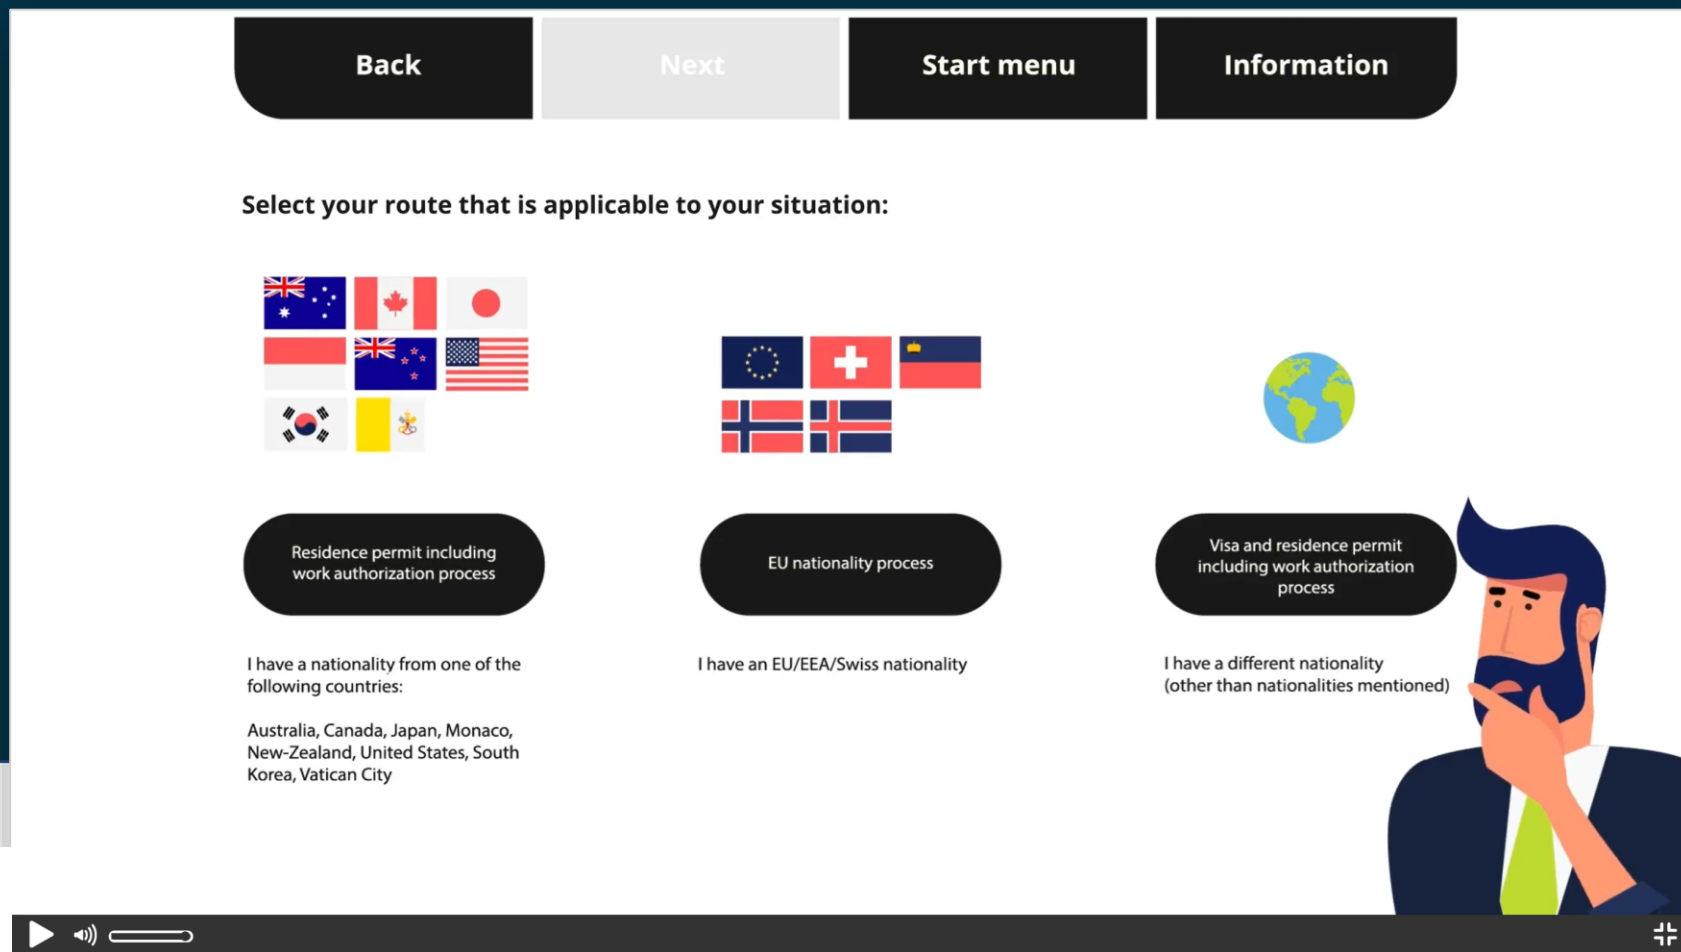 Back
Next
Start menu
Information
Select your route that is applicable to your situation:
Residence permit including
work authorization process
I have a nationality from one of the
following countries:
Australia, Canada, Japan, Monaco,
New-Zealand, United States, South
Korea, Vatican City
EU nationality process
I have an EU/EEA/Swiss nationality
Visa and residence permit
including work authorization
process
I have a different nationality
(other than nationalities mentioned)